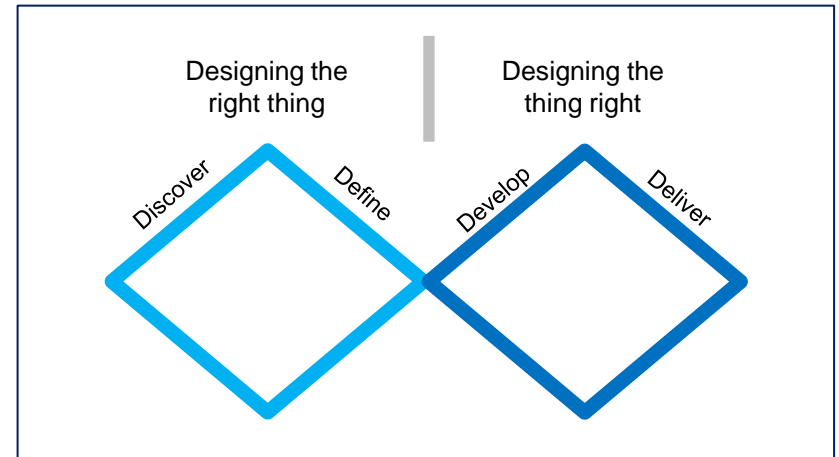 Designing the
right thing
Designing the
thing right
Discover
Define
Develop
Deliver